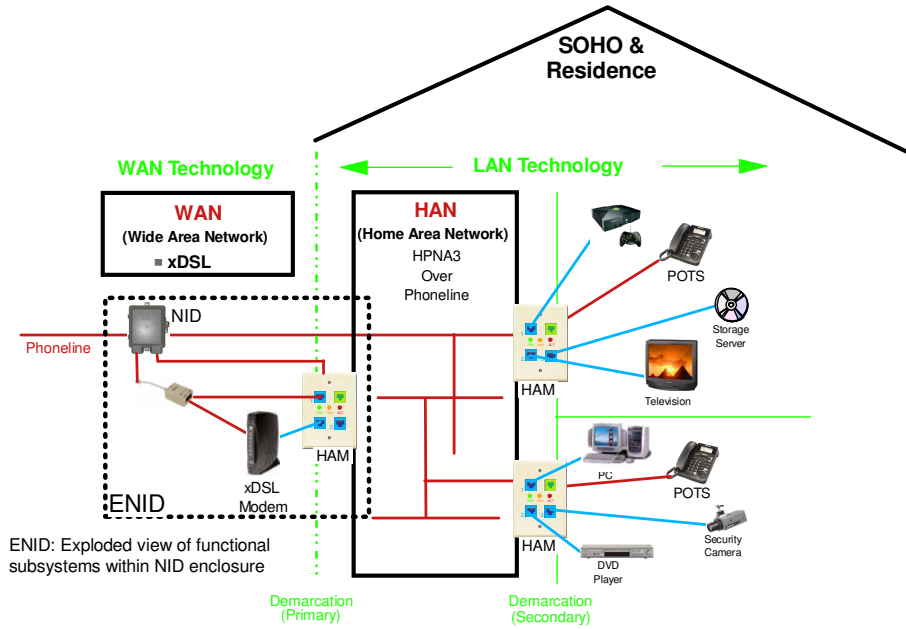 SOHO &
Residence
WAN Technology
LAN Technology
WAN
(Wide Area Network)
xDSL
HAN
(Home Area Network)
HPNA3
Over
Phoneline
NID
Phoneline
HAM
xDSL
Modem
ENID
ENID: Exploded view of functional
subsystems within NID enclosure
POTS
Storage
Server
Television
HAM
PC
POTS
Security
Camera
DVD
Player
HAM
Demarcation
(Primary)
Demarcation
(Secondary)